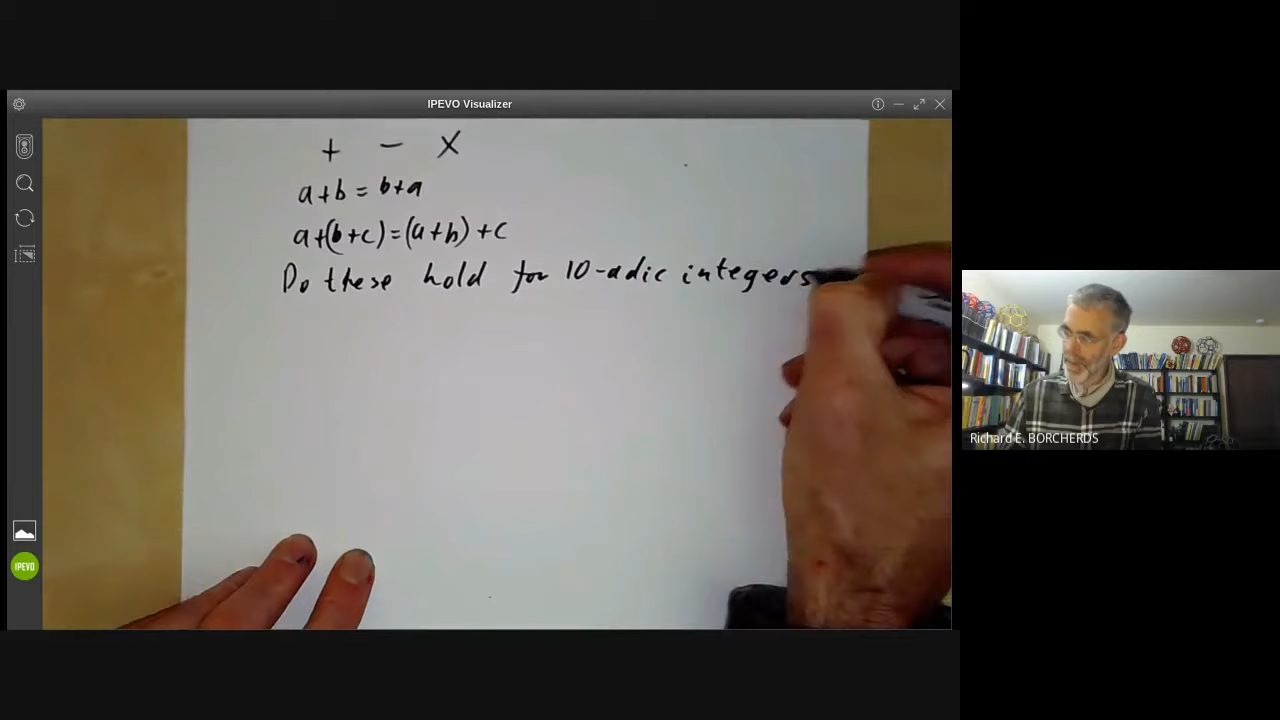 IPEVO Visualizer
+ − ×
a+b = b+a
a+(b+c)=(a+b)+c
Do these hold for 10-adic integers
IPEVO
Richard E. BORCHERDS